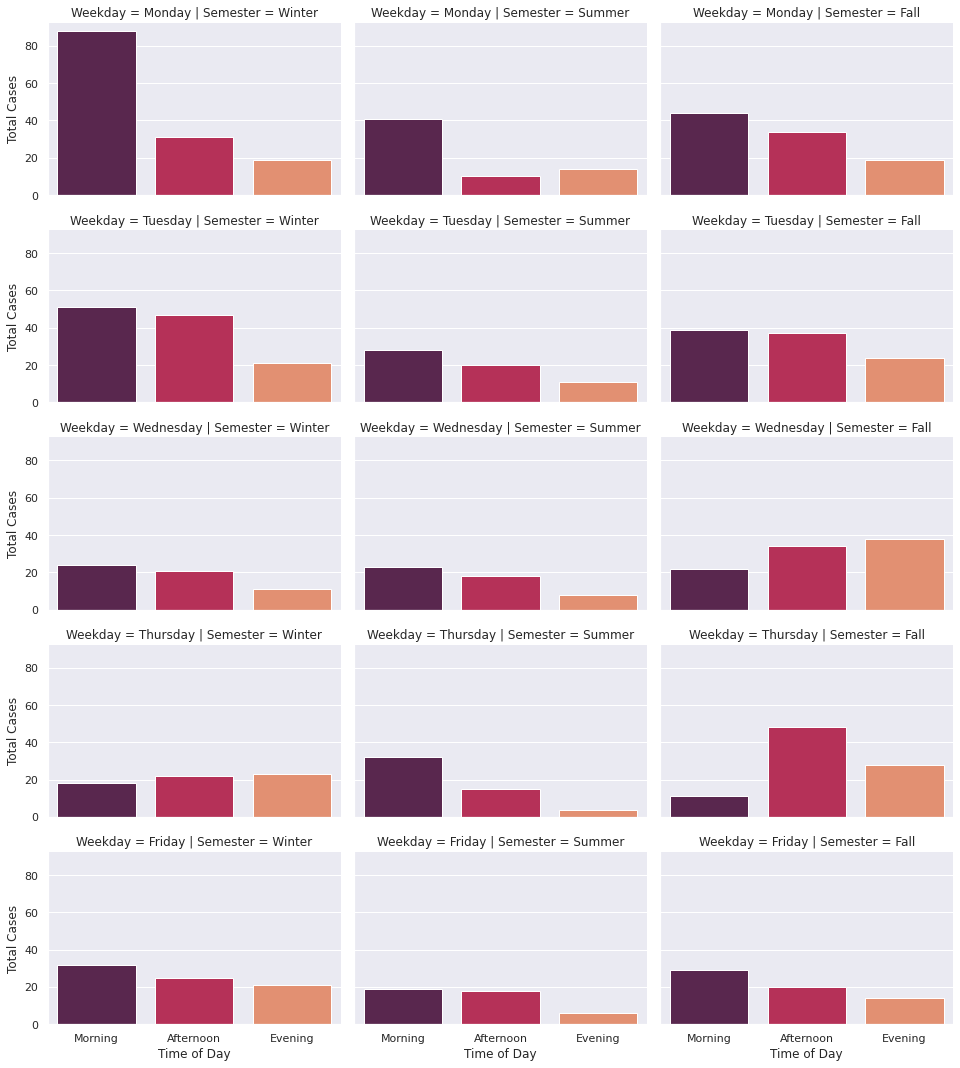 Weekday = Monday | Semester = Winter
Weekday = Monday | Semester = Summer
Weekday = Monday | Semester = Fall
Total Cases
80
60
40
20
0
Weekday = Tuesday | Semester = Winter
Weekday = Tuesday | Semester = Summer
Weekday = Tuesday | Semester = Fall
Total Cases
80
60
40
20
0
Weekday = Wednesday | Semester = Winter
Weekday = Wednesday | Semester = Summer
Weekday = Wednesday | Semester = Fall
Total Cases
80
60
40
20
0
Weekday = Thursday | Semester = Winter
Weekday = Thursday | Semester = Summer
Weekday = Thursday | Semester = Fall
Total Cases
80
60
40
20
0
Weekday = Friday | Semester = Winter
Weekday = Friday | Semester = Summer
Weekday = Friday | Semester = Fall
Total Cases
80
60
40
20
0
Morning Afternoon Evening
Time of Day
Morning Afternoon Evening
Time of Day
Morning Afternoon Evening
Time of Day